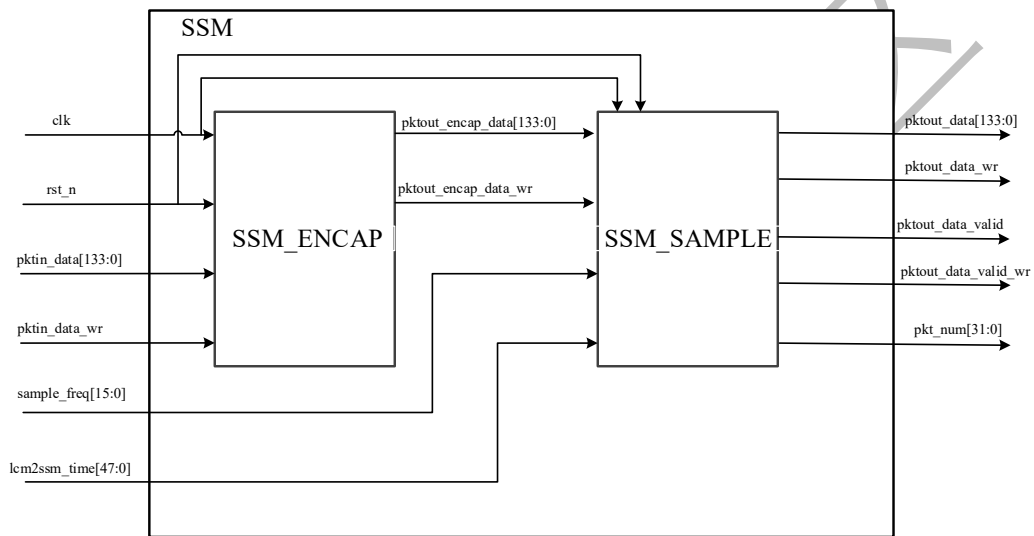 SSM
clk
rst_n
pktin_data[133:0]
pktin_data_wr
sample_freq[15:0]
lcm2ssm_time[47:0]
SSM_ENCAP
pktout_encap_data[133:0]
pktout_encap_data_wr
SSM_SAMPLE
pktout_data[133:0]
pktout_data_wr
pktout_data_valid
pktout_data_valid_wr
pkt_num[31:0]